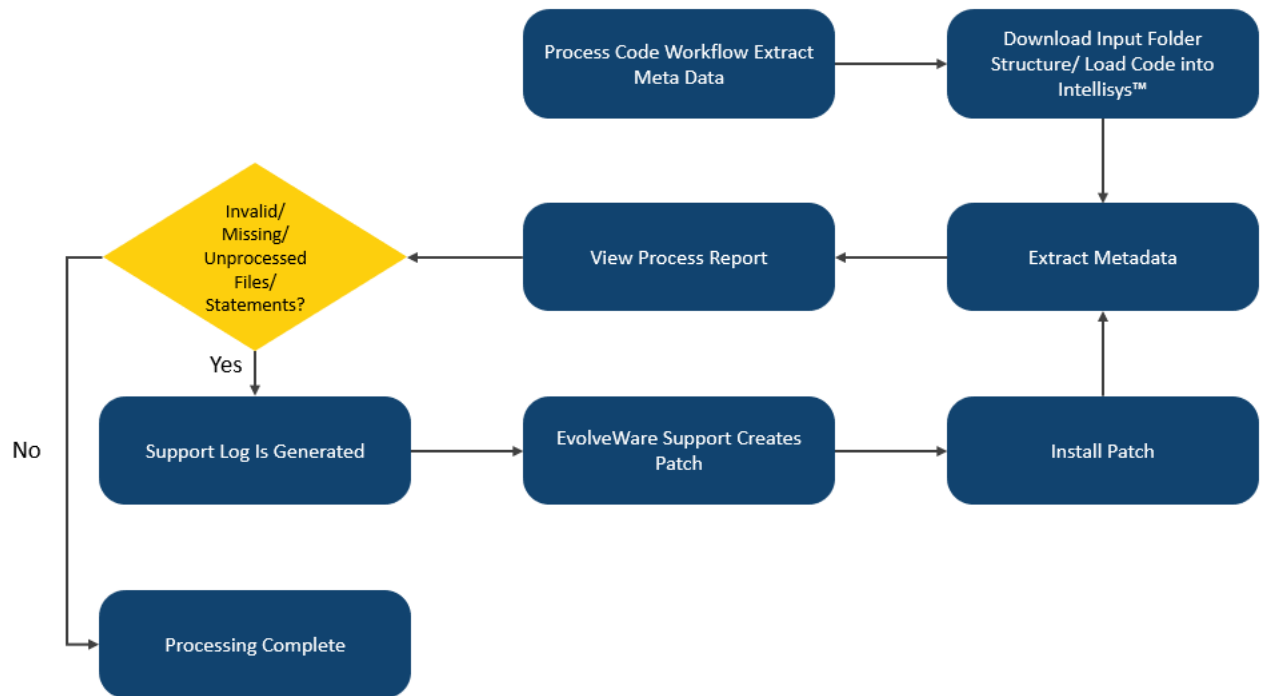 Process Code Workflow Extract
Meta Data
Download Input Folder
Structure/ Load Code into
Intellisys™
Extract Metadata
View Process Report
Invalid/
Missing/
Unprocessed
Files/
Statements?
Yes
No
Support Log Is Generated
EvolveWare Support Creates
Patch
Install Patch
Processing Complete